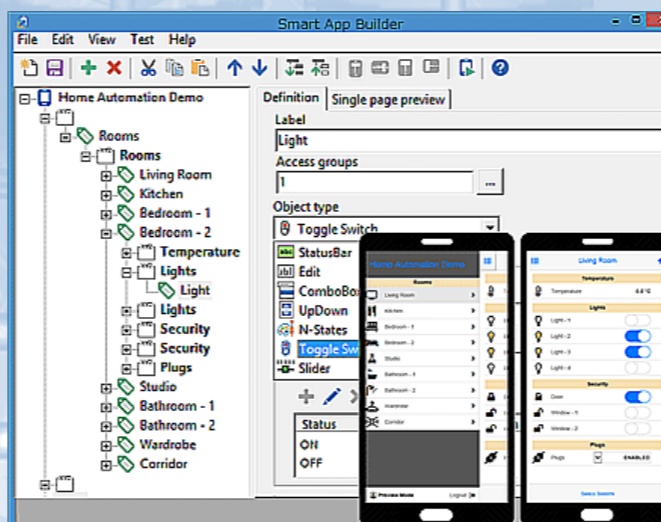 Smart App Builder
File Edit View Test Help
Home Automation Demo
Rooms
Rooms
Living Room
Kitchen
Bedroom - 1
Bedroom - 2
Temperature
Lights
Light
Lights
Security
Security
Plugs
Studio
Bathroom - 1
Bathroom - 2
Wardrobe
Corridor
Definition Single page preview
Label
Light
Access groups
1
...
Object type
Toggle Switch
StatusBar
Edit
ComboBo
UpDown
N-States
Toggle Sw
Slider
Status
ON
OFF
Home Automation Demo
Rooms
Living Room
Kitchen
Bedroom - 1
Bedroom - 2
Studio
Bathroom - 1
Bathroom - 2
Wardrobe
Corridor
Preview Mode Logout
Living Room
Temperature
Temperature
Lights
Light - 1
Light - 2
Light - 3
Light - 4
Security
Door
Window - 1
Window - 2
Plugs
Plugs ENABLED